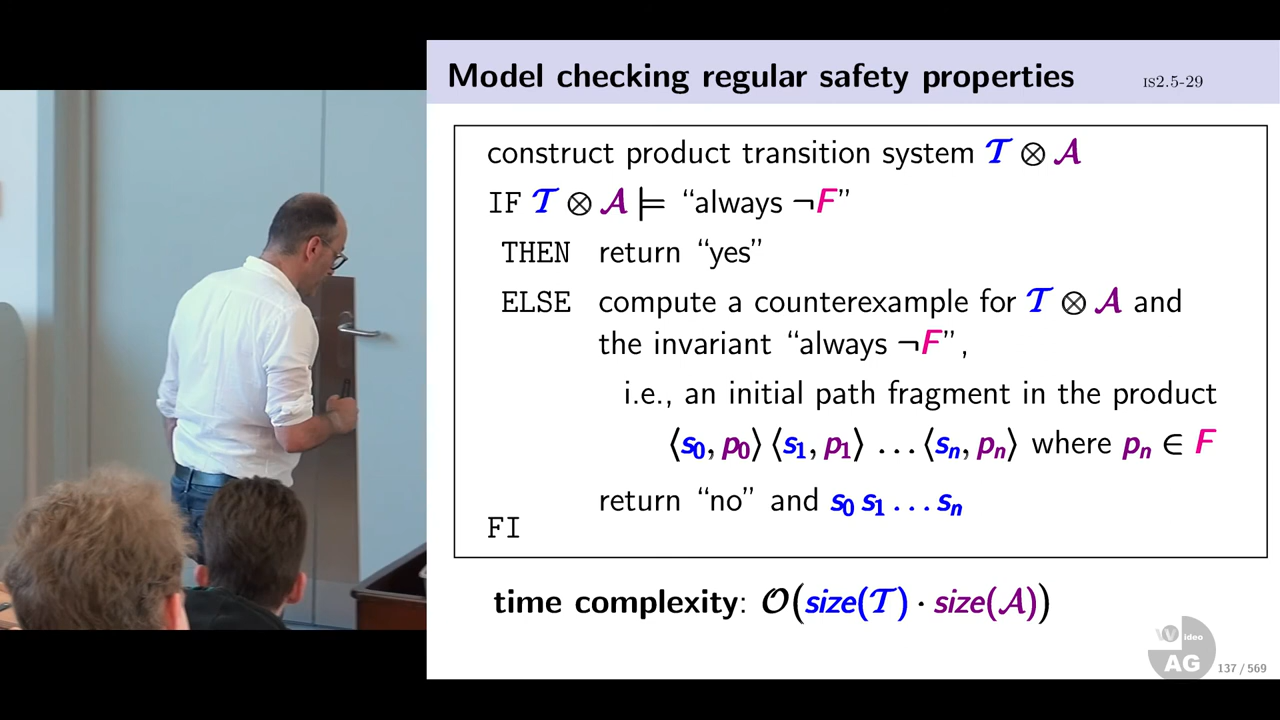 Model checking regular safety properties IS2.5-29
construct product transition system 𝒯 ⊗ 𝒜
IF 𝒯 ⊗ 𝒜 ⊨ “always ¬F”
THEN return “yes”
ELSE compute a counterexample for 𝒯 ⊗ 𝒜 and
the invariant “always ¬F”,
i.e., an initial path fragment in the product
⟨s₀, p₀⟩ ⟨s₁, p₁⟩ … ⟨sₙ, pₙ⟩ where pₙ ∈ F
return “no” and s₀ s₁ … sₙ
FI
time complexity: 𝒪(size(𝒯) · size(𝒜))
Video
AG
137 / 569